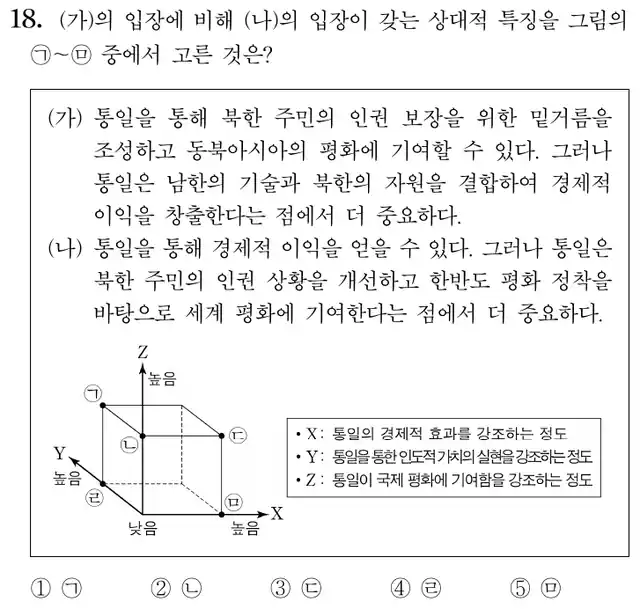 18. (가)의 입장에 비해 (나)의 입장이 갖는 상대적 특징을 그림의
㉠~㉤ 중에서 고른 것은?
(가) 통일을 통해 북한 주민의 인권 보장을 위한 밑거름을
조성하고 동북아시아의 평화에 기여할 수 있다. 그러나
통일은 남한의 기술과 북한의 자원을 결합하여 경제적
이익을 창출한다는 점에서 더 중요하다.
(나) 통일을 통해 경제적 이익을 얻을 수 있다. 그러나 통일은
북한 주민의 인권 상황을 개선하고 한반도 평화 정착을
바탕으로 세계 평화에 기여한다는 점에서 더 중요하다.
Z
높음
㉠
㉡
㉢
Y
높음
㉣
㉤
X
낮음
높음
• X: 통일의 경제적 효과를 강조하는 정도
• Y: 통일을 통한 인도적 가치의 실현을 강조하는 정도
• Z: 통일이 국제 평화에 기여함을 강조하는 정도
① ㉠ ② ㉡ ③ ㉢ ④ ㉣ ⑤ ㉤